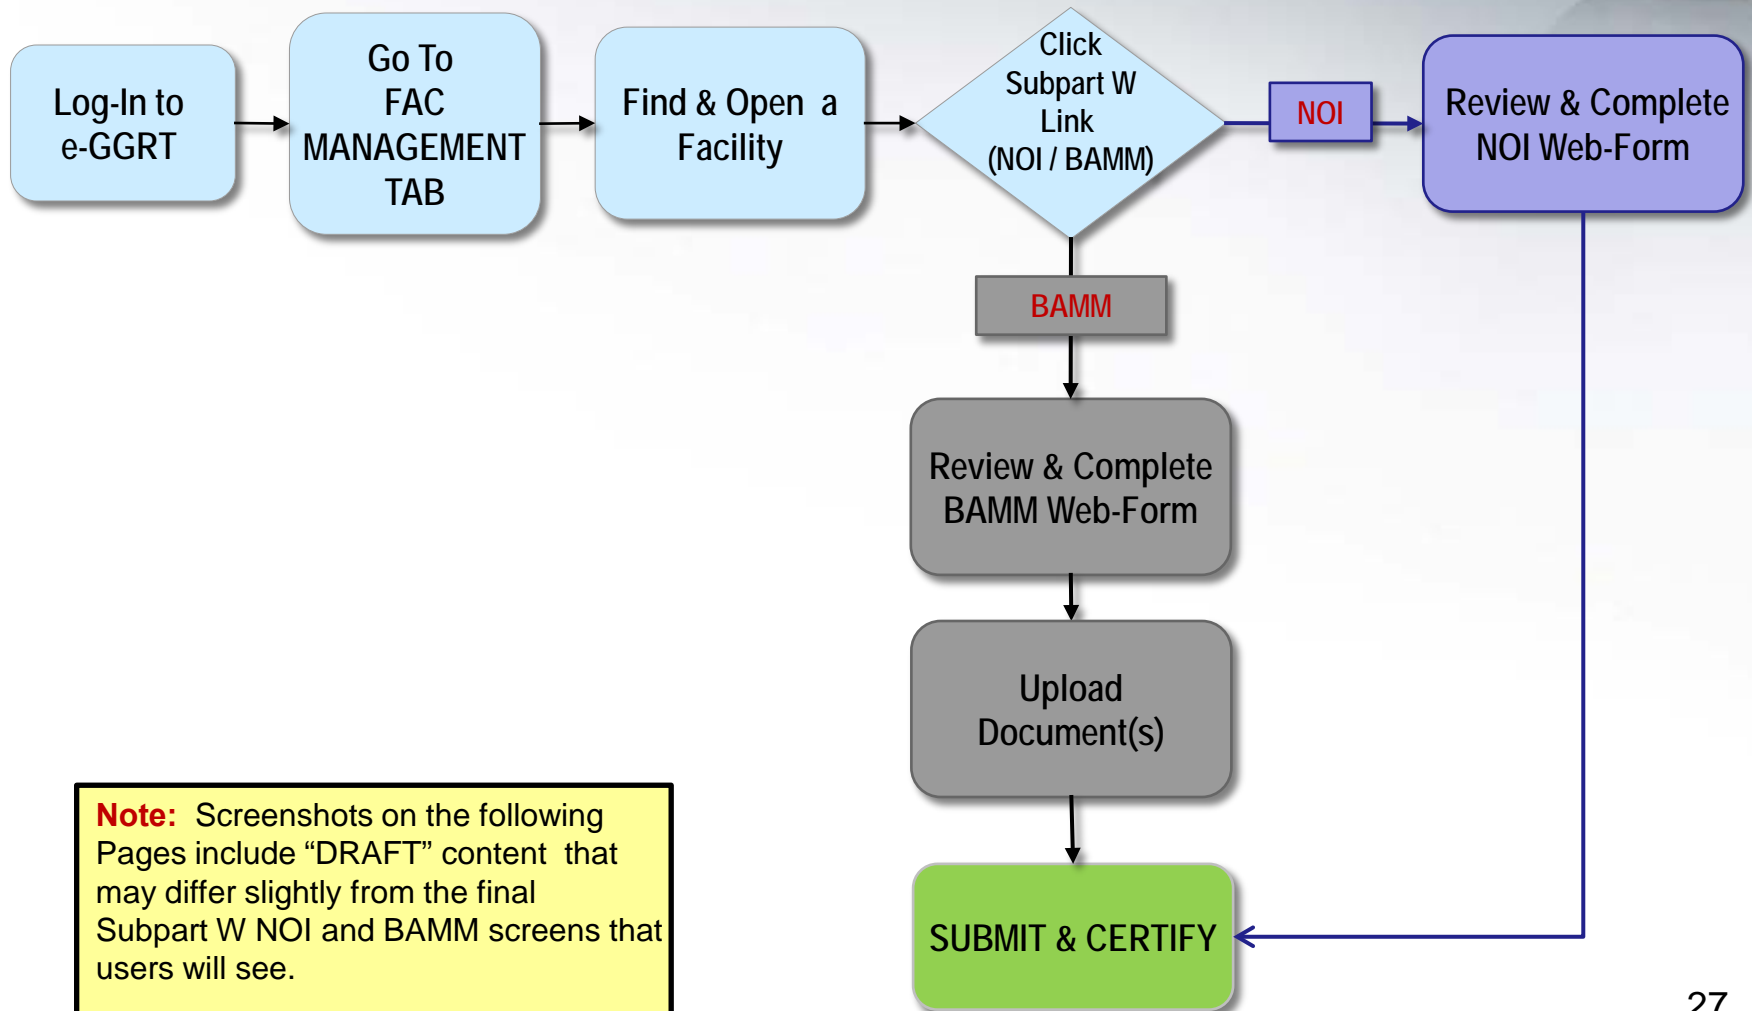 Log-In to
e-GGRT
Go To
FAC
MANAGEMENT
TAB
Find & Open a
Facility
Click
Subpart W
Link
(NOI / BAMM)
NOI
Review & Complete
NOI Web-Form
BAMM
Review & Complete
BAMM Web-Form
Upload
Document(s)
SUBMIT & CERTIFY
Note: Screenshots on the following
Pages include “DRAFT” content that
may differ slightly from the final
Subpart W NOI and BAMM screens that
users will see.
27